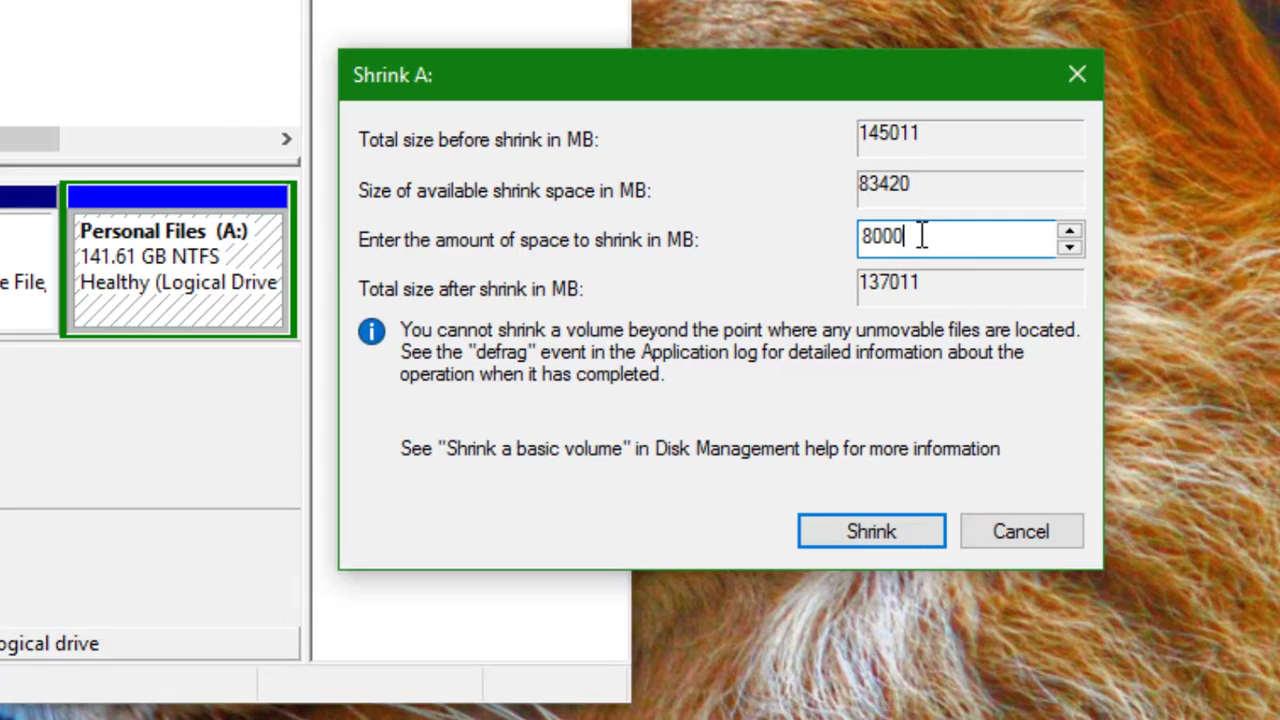 Shrink A:
Total size before shrink in MB:
145011
Size of available shrink space in MB:
83420
Enter the amount of space to shrink in MB:
8000
Total size after shrink in MB:
137011
You cannot shrink a volume beyond the point where any unmovable files are located.
See the "defrag" event in the Application log for detailed information about the
operation when it has completed.
See "Shrink a basic volume" in Disk Management help for more information
Shrink
Cancel
Personal Files (A:)
141.61 GB NTFS
Healthy (Logical Drive
e File,
ogical drive